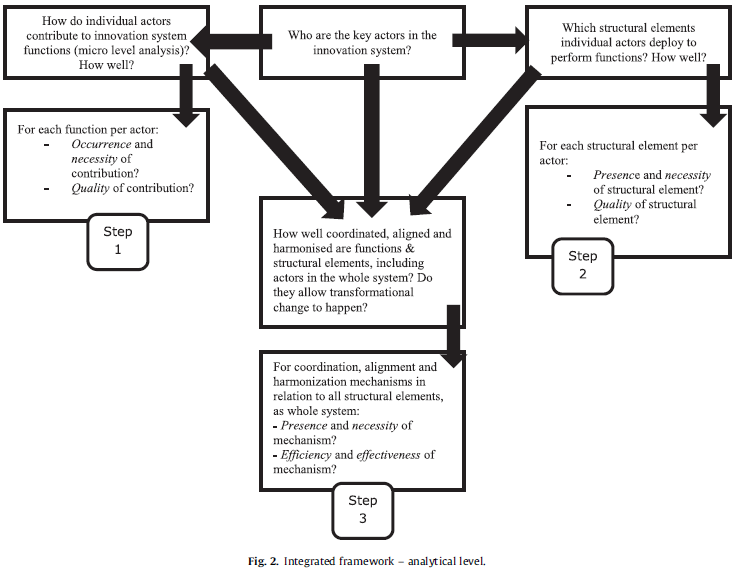 How do individual actors
contribute to innovation system
functions (micro level analysis)?
How well?
Who are the key actors in the
innovation system?
Which structural elements
individual actors deploy to
perform functions? How well?
For each function per actor:
- Occurrence and
necessity of
contribution?
- Quality of contribution?
Step
1
For each structural element per
actor:
- Presence and necessity
of structural element?
- Quality of structural
element?
Step
2
How well coordinated, aligned and
harmonised are functions &
structural elements, including
actors in the whole system? Do
they allow transformational
change to happen?
For coordination, alignment and
harmonization mechanisms in
relation to all structural elements,
as whole system:
- Presence and necessity of
mechanism?
- Efficiency and effectiveness of
mechanism?
Step
3
Fig. 2. Integrated framework – analytical level.